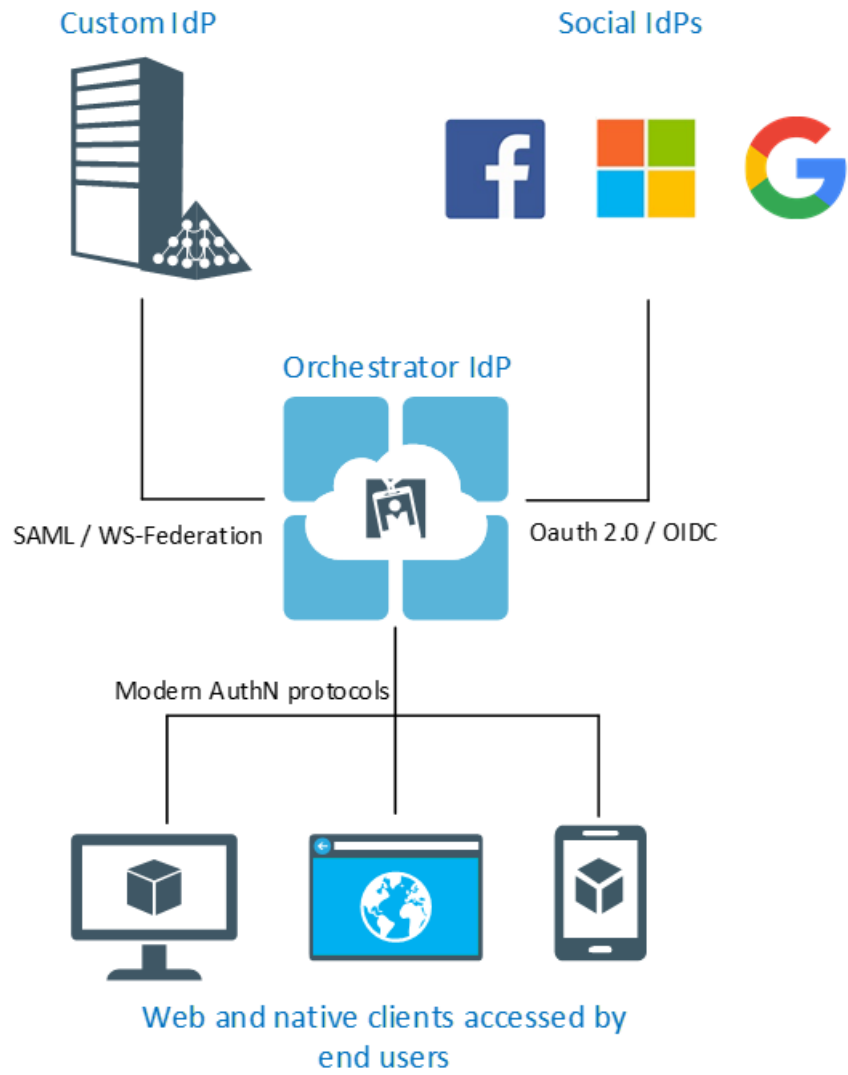 Custom IdP
Social IdPs
Orchestrator IdP
SAML / WS-Federation
Oauth 2.0 / OIDC
Modern AuthN protocols
Web and native clients accessed by
end users